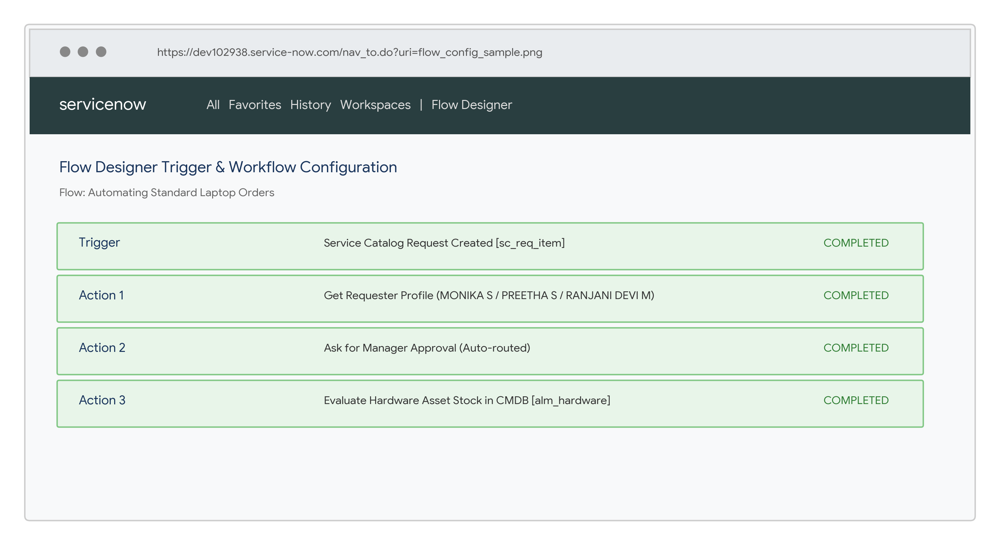 https://dev102938.service-now.com/nav_to.do?uri=flow_config_sample.png
servicenow All Favorites History Workspaces | Flow Designer
Flow Designer Trigger & Workflow Configuration
Flow: Automating Standard Laptop Orders
Trigger Service Catalog Request Created [sc_req_item] COMPLETED
Action 1 Get Requester Profile (MONIKA S / PREETHA S / RANJANI DEVI M) COMPLETED
Action 2 Ask for Manager Approval (Auto-routed) COMPLETED
Action 3 Evaluate Hardware Asset Stock in CMDB [alm_hardware] COMPLETED